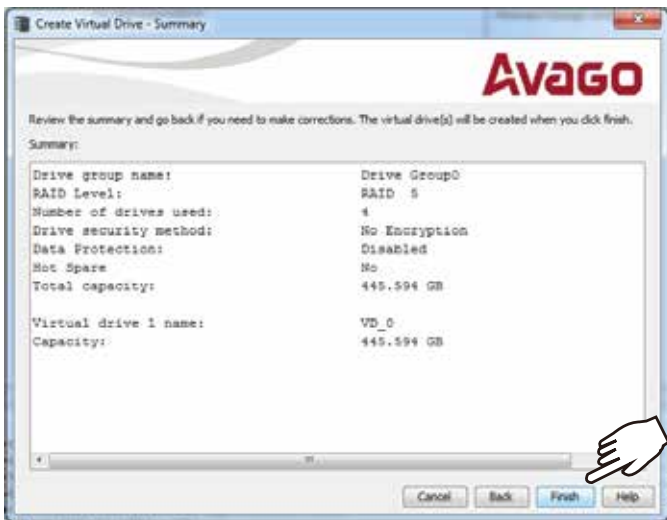 Create Virtual Drive - Summary
Avago
Review the summary and go back if you need to make corrections. The virtual drive(s) will be created when you click finish.
Summary:
Drive group name: Drive Group0
RAID Level: RAID 5
Number of drives used: 4
Drive security method: No Encryption
Data Protection: Disabled
Hot Spare No
Total capacity: 445.594 GB
Virtual drive 1 name: VD_0
Capacity: 445.594 GB
Cancel Back Finish Help